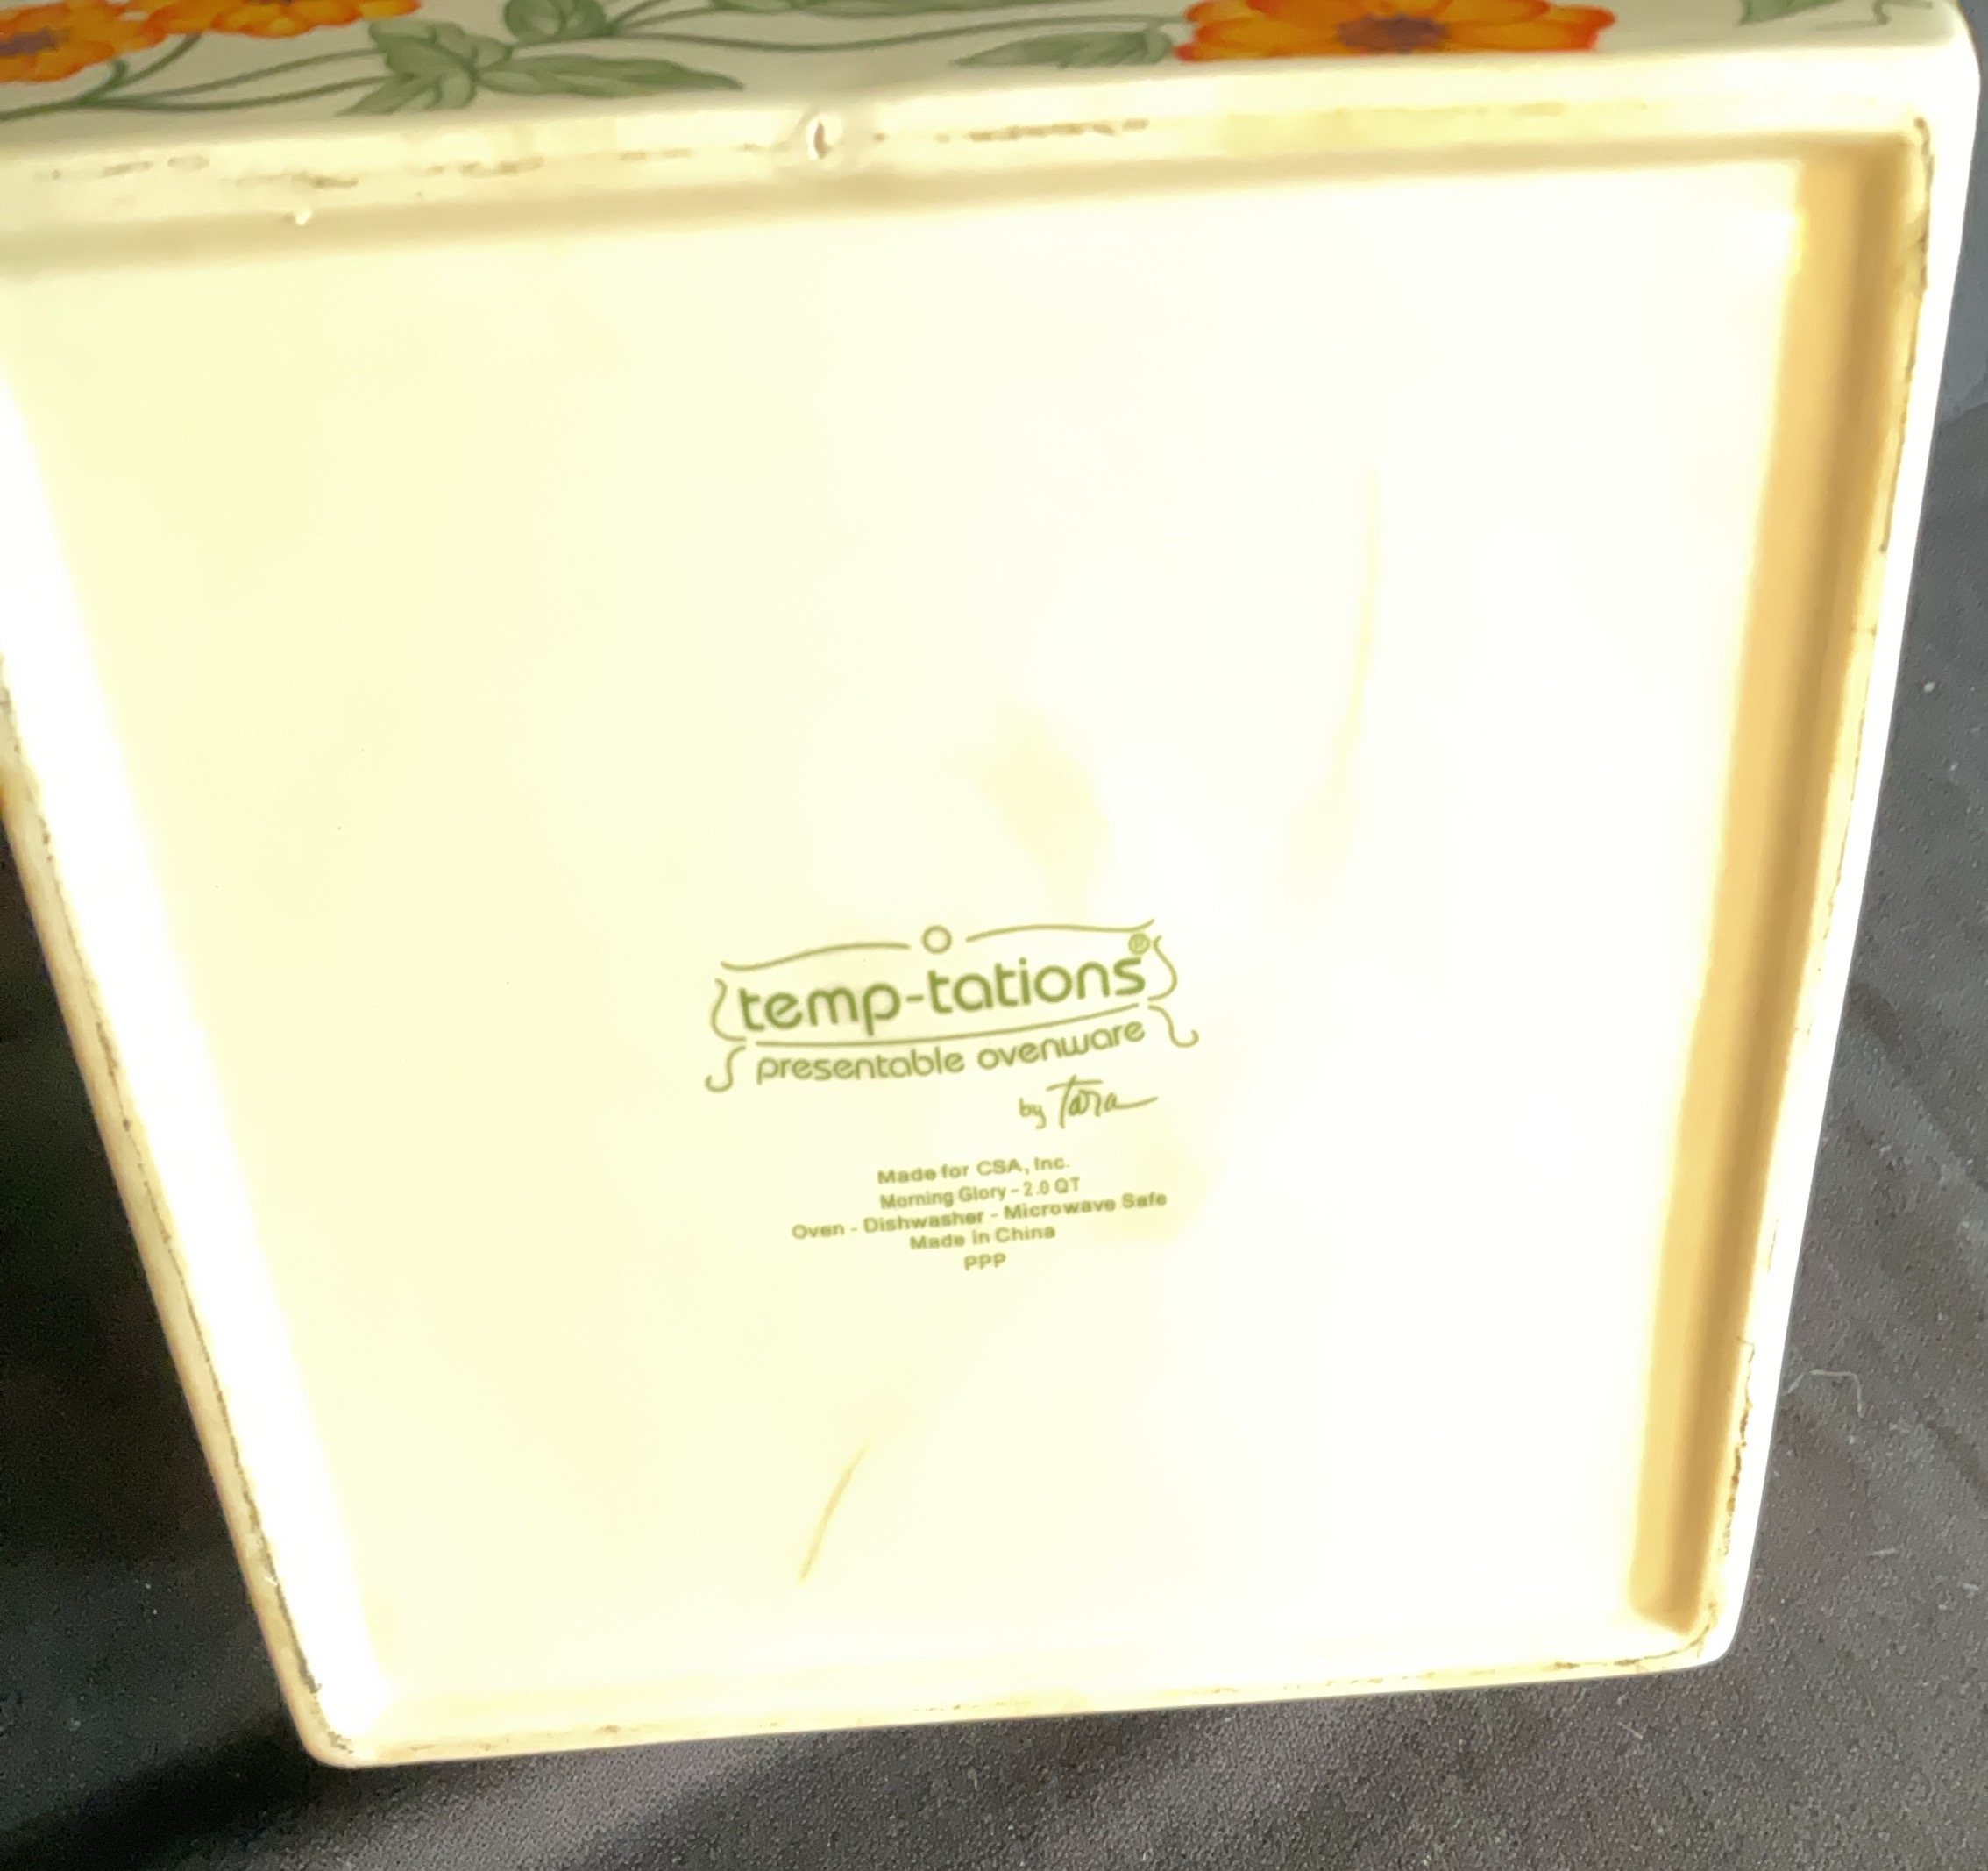 temp-tations®
presentable ovenware
by Tara
Made for CSA, Inc.
Morning Glory - 2.0 QT
Oven - Dishwasher - Microwave Safe
Made in China
PPP